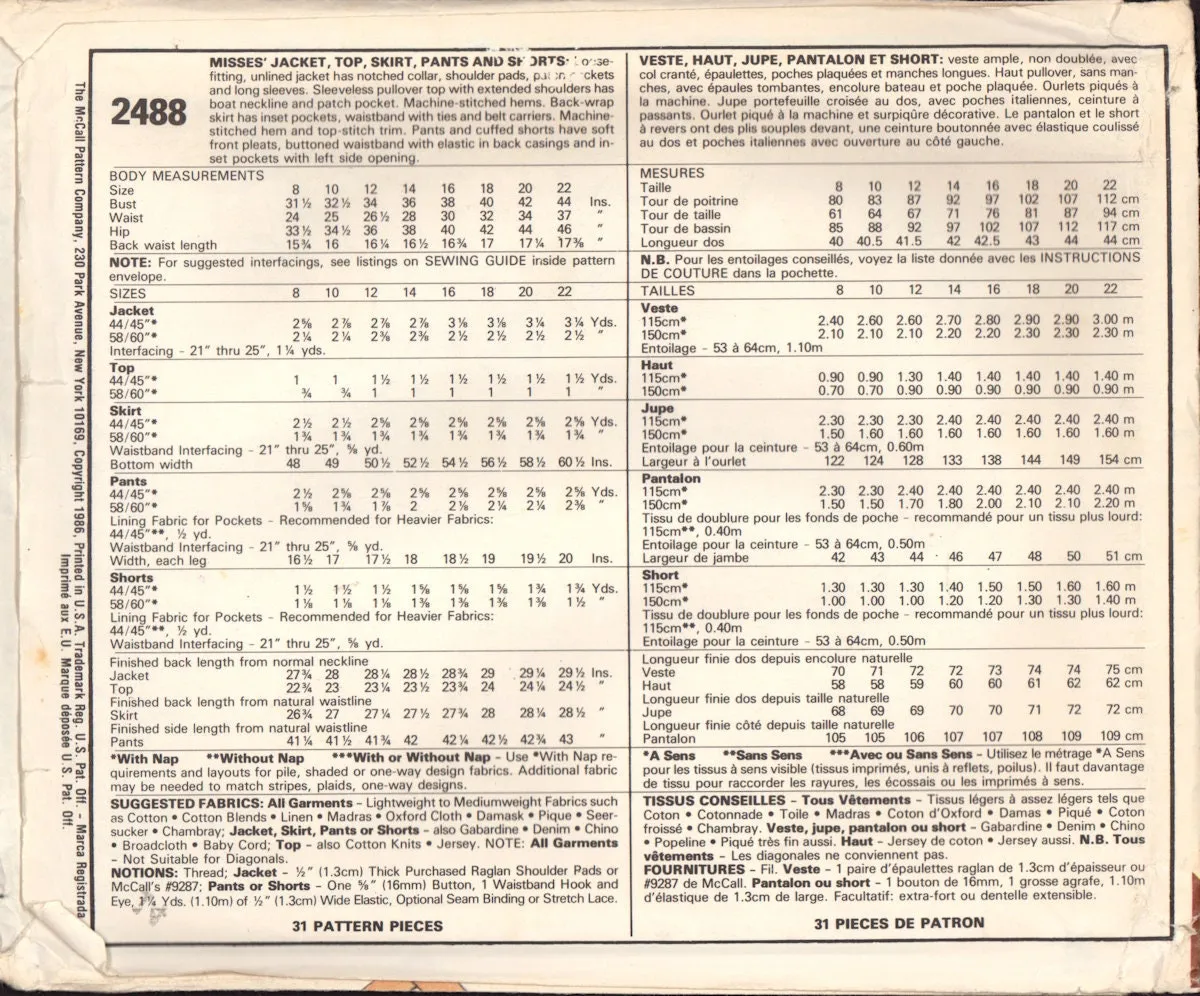 MISSES' JACKET, TOP, SKIRT, PANTS AND SHORTS:
fitting, unlined jacket has notched collar, shoulder pads,
and long sleeves. Sleeveless pullover top with extended shoulders has
2488
boat neckline and patch pocket. Machine-stitched hems. Back-wrap
skirt has inset pockets, waistband with ties and belt carriers. Machine-
stitched hem and top-stitch trim. Pants and cuffed shorts have soft
front pleats, buttoned waistband with elastic in back casings and in-
set pockets with left side opening.
BODY MEASUREMENTS
Size 8 10 12 14 16 18 20 22
Bust 31½ 32½ 34 36 38 40 42 44 Ins.
Waist 24 25 26½ 28 30 32 34 37 "
Hip 33½ 34½ 36 38 40 42 44 46 "
Back waist length 15¾ 16 16¼ 16½ 16¾ 17 17¼ 17⅜ "
NOTE: For suggested interfacings, see listings on SEWING GUIDE inside pattern
envelope.
SIZES 8 10 12 14 16 18 20 22
Jacket
44/45"* 2⅝ 2⅞ 2⅞ 2⅞ 3⅛ 3⅛ 3¼ 3¼ Yds.
58/60"* 2¼ 2¼ 2⅜ 2⅜ 2½ 2½ 2½ 2½ "
Interfacing - 21" thru 25", 1¼ yds.
Top
44/45"* 1 1 1½ 1½ 1½ 1½ 1½ 1½ Yds.
58/60"* ¾ ¾ 1 1 1 1 1 1 "
Skirt
44/45"* 2½ 2½ 2⅝ 2⅝ 2⅝ 2⅝ 2⅝ 2⅝ Yds.
58/60"* 1¾ 1¾ 1¾ 1¾ 1¾ 1¾ 1¾ 1¾ "
Waistband Interfacing - 21" thru 25", ⅝ yd.
Bottom width 48 49 50½ 52½ 54½ 56½ 58½ 60½ Ins.
Pants
44/45"* 2½ 2⅝ 2⅝ 2⅝ 2⅝ 2⅝ 2⅝ 2⅝ Yds.
58/60"* 1⅝ 1¾ 1⅞ 2 2⅛ 2¼ 2¼ 2⅜ "
Lining Fabric for Pockets - Recommended for Heavier Fabrics:
44/45"**, ½ yd.
Waistband Interfacing - 21" thru 25", ⅝ yd.
Width, each leg 16½ 17 17½ 18 18½ 19 19½ 20 Ins.
Shorts
44/45"* 1½ 1½ 1½ 1⅝ 1⅝ 1⅝ 1¾ 1¾ Yds.
58/60"* 1⅛ 1⅛ 1⅛ 1⅜ 1⅜ 1⅜ 1⅜ 1½ "
Lining Fabric for Pockets - Recommended for Heavier Fabrics:
44/45"**, ½ yd.
Waistband Interfacing - 21" thru 25", ⅝ yd.
Finished back length from normal neckline
Jacket 27¾ 28 28¼ 28½ 28¾ 29 29¼ 29½ Ins.
Top 22¾ 23 23¼ 23½ 23¾ 24 24¼ 24½ "
Finished back length from natural waistline
Skirt 26¾ 27 27¼ 27½ 27¾ 28 28¼ 28½ "
Finished side length from natural waistline
Pants 41¼ 41½ 41¾ 42 42¼ 42½ 42¾ 43 "
*With Nap **Without Nap ***With or Without Nap - Use *With Nap re-
quirements and layouts for pile, shaded or one-way design fabrics. Additional fabric
may be needed to match stripes, plaids, one-way designs.
SUGGESTED FABRICS: All Garments - Lightweight to Mediumweight Fabrics such
as Cotton • Cotton Blends • Linen • Madras • Oxford Cloth • Damask • Pique • Seer-
sucker • Chambray; Jacket, Skirt, Pants or Shorts - also Gabardine • Denim • Chino
• Broadcloth • Baby Cord; Top - also Cotton Knits • Jersey. NOTE: All Garments
- Not Suitable for Diagonals.
NOTIONS: Thread; Jacket - ½" (1.3cm) Thick Purchased Raglan Shoulder Pads or
McCall's #9287; Pants or Shorts - One ⅝" (16mm) Button, 1 Waistband Hook and
Eye, 1¼ Yds. (1.10m) of ½" (1.3cm) Wide Elastic, Optional Seam Binding or Stretch Lace.
31 PATTERN PIECES
VESTE, HAUT, JUPE, PANTALON ET SHORT: veste ample, non doublée, avec
col cranté, épaulettes, poches plaquées et manches longues. Haut pullover, sans man-
ches, avec épaules tombantes, encolure bateau et poche plaquée. Ourlets piqués à
la machine. Jupe portefeuille croisée au dos, avec poches italiennes, ceinture à
passants. Ourlet piqué à la machine et surpiqûre décorative. Le pantalon et le short
à revers ont des plis souples devant, une ceinture boutonnée avec élastique coulissé
au dos et poches italiennes avec ouverture au côté gauche.
MESURES
Taille 8 10 12 14 16 18 20 22
Tour de poitrine 80 83 87 92 97 102 107 112 cm
Tour de taille 61 64 67 71 76 81 87 94 cm
Tour de bassin 85 88 92 97 102 107 112 117 cm
Longueur dos 40 40.5 41.5 42 42.5 43 44 44 cm
N.B. Pour les entoilages conseillés, voyez la liste donnée avec les INSTRUCTIONS
DE COUTURE dans la pochette.
TAILLES 8 10 12 14 16 18 20 22
Veste
115cm* 2.40 2.60 2.60 2.70 2.80 2.90 2.90 3.00 m
150cm* 2.10 2.10 2.10 2.20 2.20 2.30 2.30 2.30 m
Entoilage - 53 à 64cm, 1.10m
Haut
115cm* 0.90 0.90 1.30 1.40 1.40 1.40 1.40 1.40 m
150cm* 0.70 0.70 0.90 0.90 0.90 0.90 0.90 0.90 m
Jupe
115cm* 2.30 2.30 2.30 2.40 2.40 2.40 2.40 2.40 m
150cm* 1.50 1.60 1.60 1.60 1.60 1.60 1.60 1.60 m
Entoilage pour la ceinture - 53 à 64cm, 0.60m
Largeur à l'ourlet 122 124 128 133 138 144 149 154 cm
Pantalon
115cm* 2.30 2.30 2.40 2.40 2.40 2.40 2.40 2.40 m
150cm* 1.50 1.50 1.70 1.80 2.00 2.10 2.10 2.20 m
Tissu de doublure pour les fonds de poche - recommandé pour un tissu plus lourd:
115cm**, 0.40m
Entoilage pour la ceinture - 53 à 64cm, 0.50m
Largeur de jambe 42 43 44 46 47 48 50 51 cm
Short
115cm* 1.30 1.30 1.30 1.40 1.50 1.50 1.60 1.60 m
150cm* 1.00 1.00 1.00 1.20 1.20 1.30 1.30 1.40 m
Tissu de doublure pour les fonds de poche - recommandé pour un tissu plus lourd:
115cm**, 0.40m
Entoilage pour la ceinture - 53 à 64cm, 0.50m
Longueur finie dos depuis encolure naturelle
Veste 70 71 72 72 73 74 74 75 cm
Haut 58 58 59 60 60 61 62 62 cm
Longueur finie dos depuis taille naturelle
Jupe 68 69 69 70 70 71 72 72 cm
Longueur finie côté depuis taille naturelle
Pantalon 105 105 106 107 107 108 109 109 cm
*A Sens **Sans Sens ***Avec ou Sans Sens - Utilisez le métrage *A Sens
pour les tissus à sens visible (tissus imprimés, unis à reflets, poilus). Il faut davantage
de tissu pour raccorder les rayures, les écossais ou les imprimés à sens.
TISSUS CONSEILLES - Tous Vêtements - Tissus légers à assez légers tels que
Coton • Cotonnade • Toile • Madras • Coton d'Oxford • Damas • Piqué • Coton
froissé • Chambray. Veste, jupe, pantalon ou short - Gabardine • Denim • Chino
• Popeline • Piqué très fin aussi. Haut - Jersey de coton • Jersey aussi. N.B. Tous
vêtements - Les diagonales ne conviennent pas.
FOURNITURES - Fil. Veste - 1 paire d'épaulettes raglan de 1.3cm d'épaisseur ou
#9287 de McCall. Pantalon ou short - 1 bouton de 16mm, 1 grosse agrafe, 1.10m
d'élastique de 1.3cm de large. Facultatif: extra-fort ou dentelle extensible.
31 PIECES DE PATRON
The McCall Pattern Company, 230 Park Avenue, New York 10169, Copyright 1986, Printed in U.S.A. Trademark Reg. U.S. Pat. Off. - Marca Registrada
Imprimé aux E.U. Marque déposée U.S. Pat. Off.